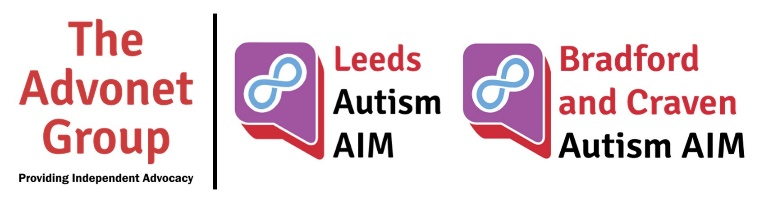 The
Advonet
Group
Providing Independent Advocacy
Leeds
Autism
AIM
Bradford
and Craven
Autism AIM